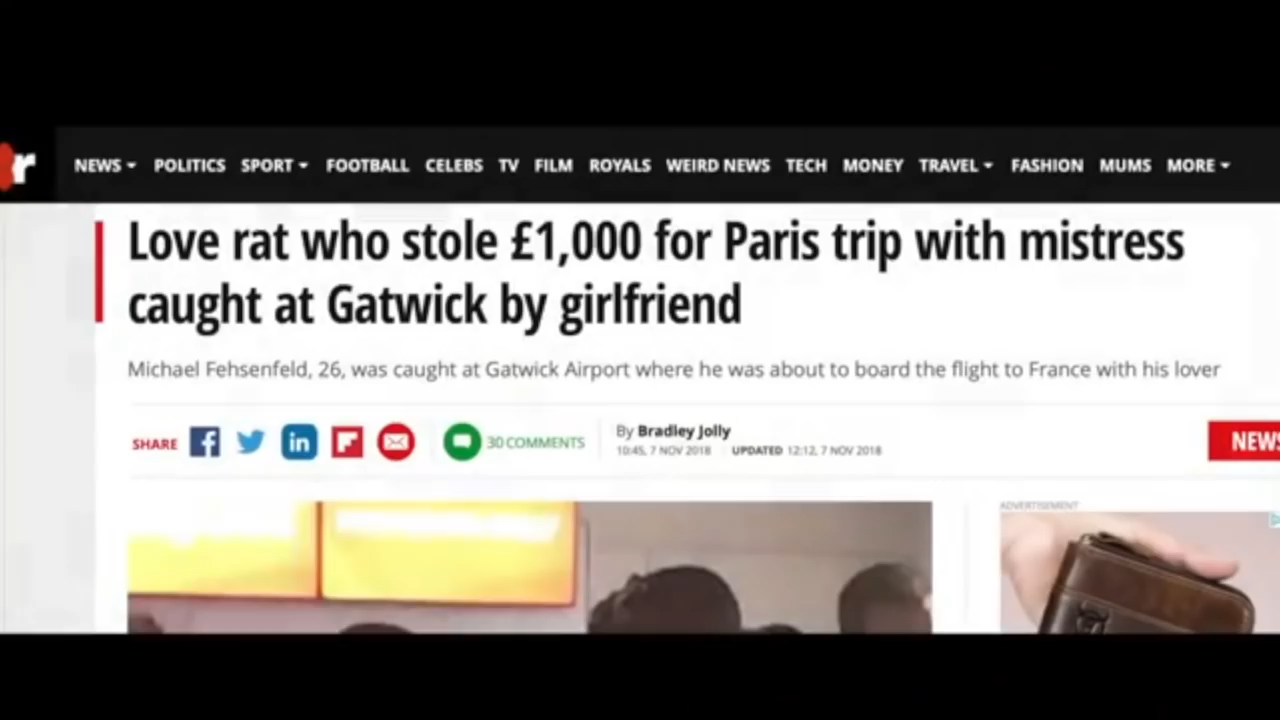 r
NEWS POLITICS SPORT FOOTBALL CELEBS TV FILM ROYALS WEIRD NEWS TECH MONEY TRAVEL FASHION MUMS MORE
Love rat who stole £1,000 for Paris trip with mistress
caught at Gatwick by girlfriend
Michael Fehsenfeld, 26, was caught at Gatwick Airport where he was about to board the flight to France with his lover
SHARE in 30 COMMENTS
By Bradley Jolly
10:45, 7 NOV 2018 UPDATED 12:12, 7 NOV 2018
NEWS
ADVERTISEMENT